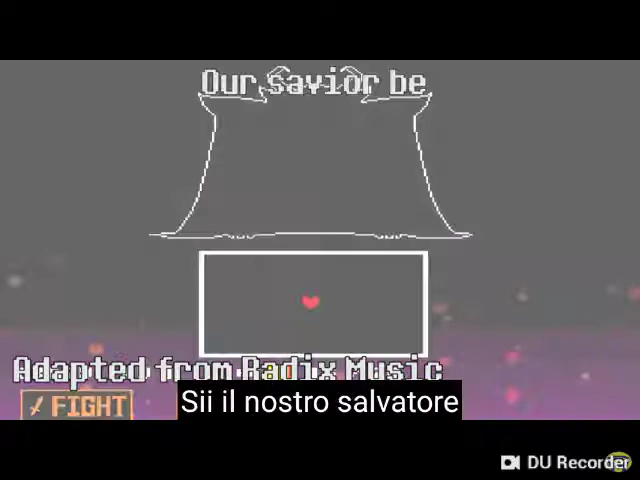 Our savior be
Adapted from Radix Music
FIGHT
Sii il nostro salvatore
DU Recorder